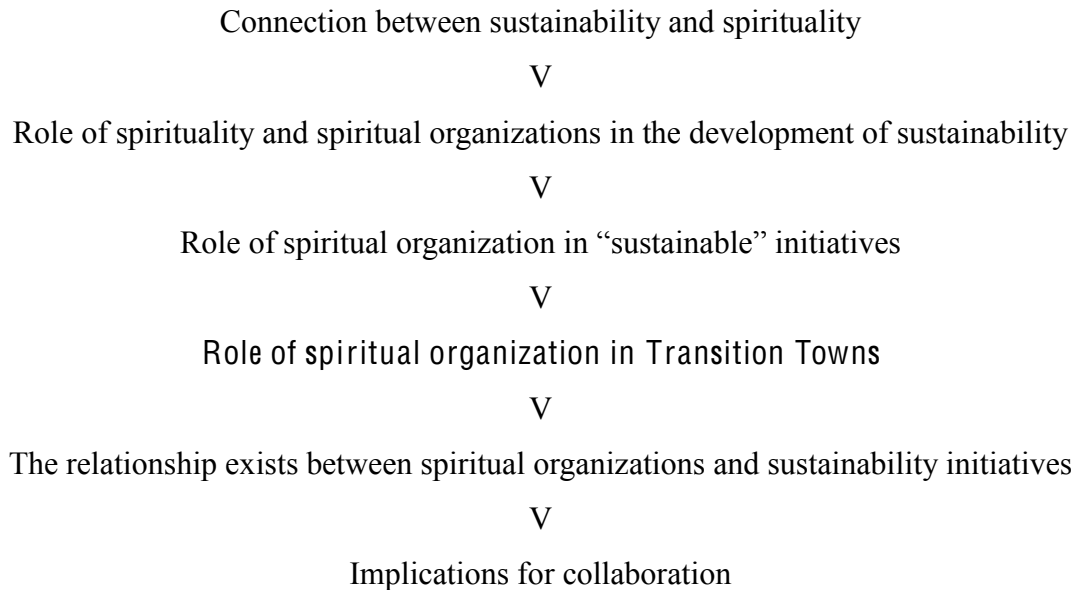 Connection between sustainability and spirituality
V
Role of spirituality and spiritual organizations in the development of sustainability
V
Role of spiritual organization in “sustainable” initiatives
V
Role of spiritual organization in Transition Towns
V
The relationship exists between spiritual organizations and sustainability initiatives
V
Implications for collaboration